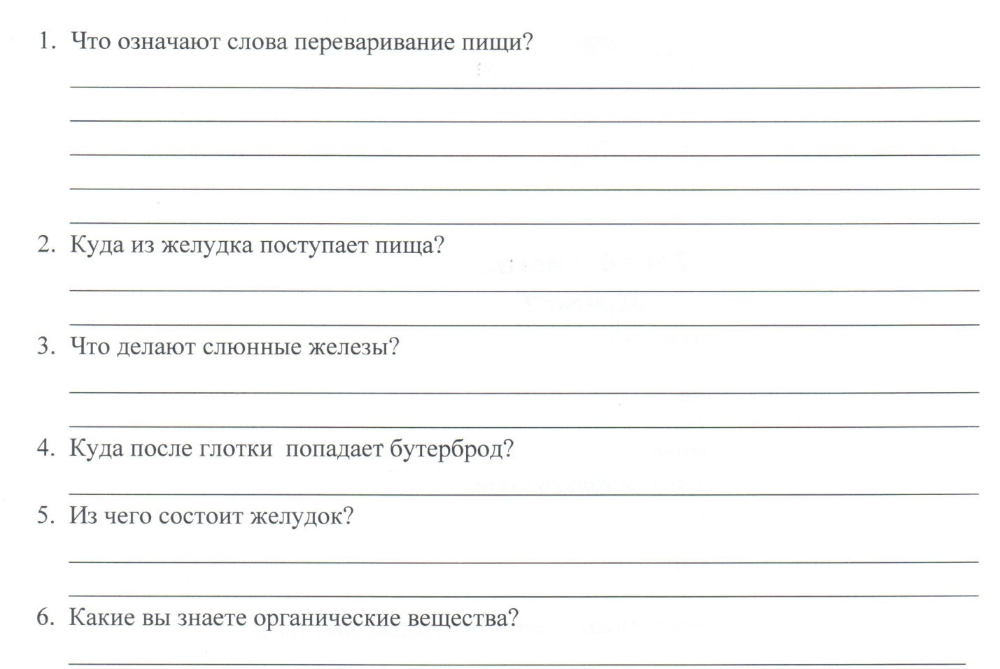 1. Что означают слова переваривание пищи?
2. Куда из желудка поступает пища?
3. Что делают слюнные железы?
4. Куда после глотки попадает бутерброд?
5. Из чего состоит желудок?
6. Какие вы знаете органические вещества?